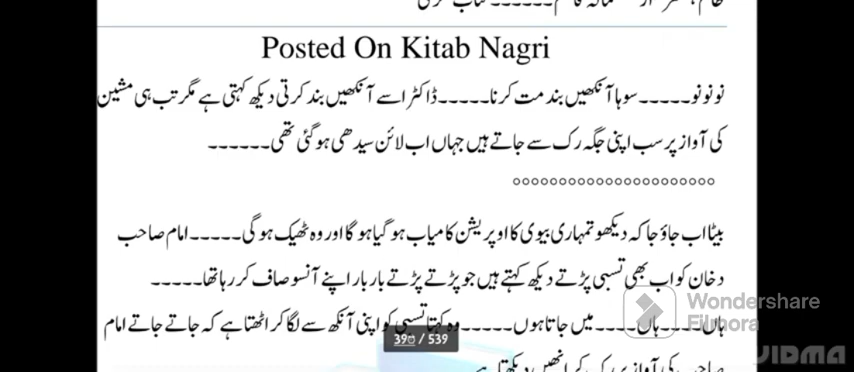 Posted On Kitab Nagri
نونونو۔۔۔۔۔ سوہا آنکھیں بند مت کرنا۔۔۔۔۔ ڈاکٹر اسے آنکھیں بند کرتی دیکھ کہتی ہے مگر تب ہی مشین
کی آواز پر سب اپنی جگہ رک سے جاتے ہیں جہاں اب لائن سیدھی ہو گئی تھی۔۔۔۔۔۔
○○○○○○○○○○○○○○○○○○○○○○
بیٹا اب جاؤ جا کہ دیکھو تمہاری بیوی کا اوپریشن کامیاب ہو گیا ہو گا اور وہ ٹھیک ہو گی۔۔۔۔۔ امام صاحب
دخان کو اب بھی تسبی پڑتے دیکھ کہتے ہیں جو پڑتے پڑتے بار بار اپنے آنسو صاف کر رہا تھا۔۔۔۔۔
ہاں۔۔۔۔ ہاں۔۔۔۔ میں جاتا ہوں۔۔۔۔۔ وہ کہتا تسبی کو اپنی آنکھ سے لگا کر اٹھتا ہے کہ جاتے جاتے امام
Wondershare
Filmora
39 / 539
VIDMA